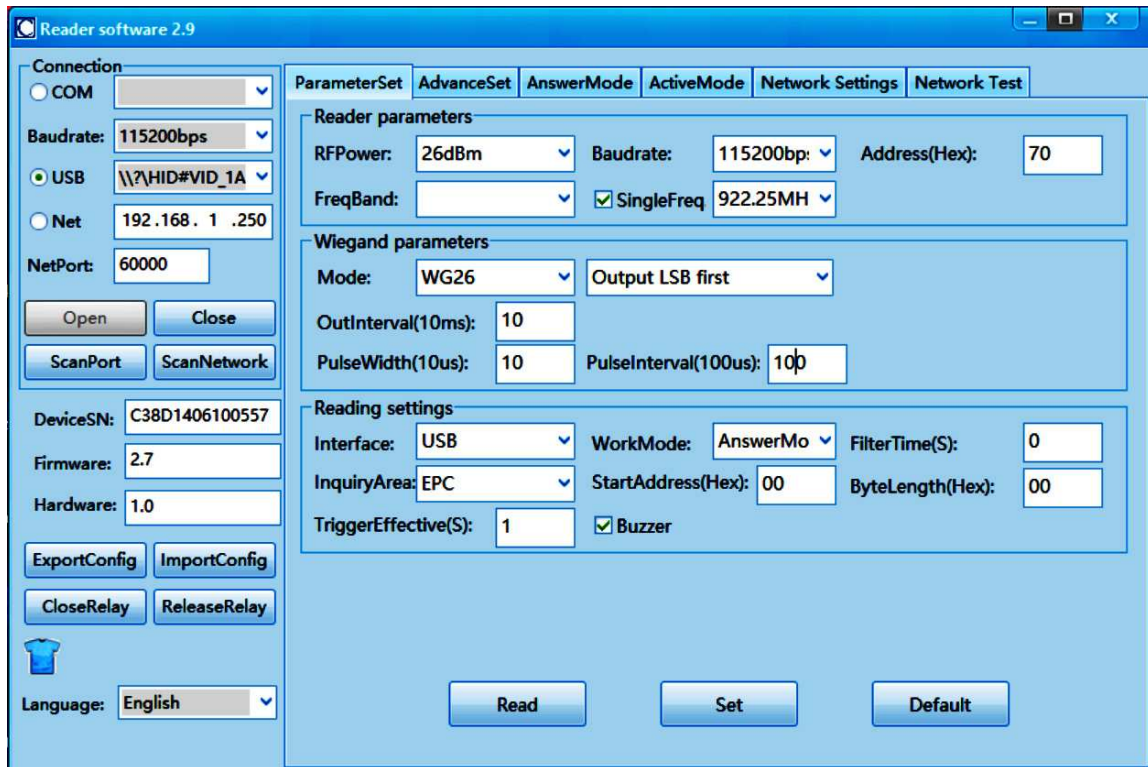 Reader software 2.9
Connection
COM
Baudrate: 115200bps
USB \\?\HID#VID_1A
Net 192.168. 1 .250
NetPort: 60000
Open Close
ScanPort ScanNetwork
DeviceSN: C38D1406100557
Firmware: 2.7
Hardware: 1.0
ExportConfig ImportConfig
CloseRelay ReleaseRelay
Language: English
ParameterSet AdvanceSet AnswerMode ActiveMode Network Settings Network Test
Reader parameters
RFPower: 26dBm Baudrate: 115200bp: Address(Hex): 70
FreqBand: SingleFreq 922.25MH
Wiegand parameters
Mode: WG26 Output LSB first
OutInterval(10ms): 10
PulseWidth(10us): 10 PulseInterval(100us): 100
Reading settings
Interface: USB WorkMode: AnswerMo FilterTime(S): 0
InquiryArea: EPC StartAddress(Hex): 00 ByteLength(Hex): 00
TriggerEffective(S): 1 Buzzer
Read Set Default